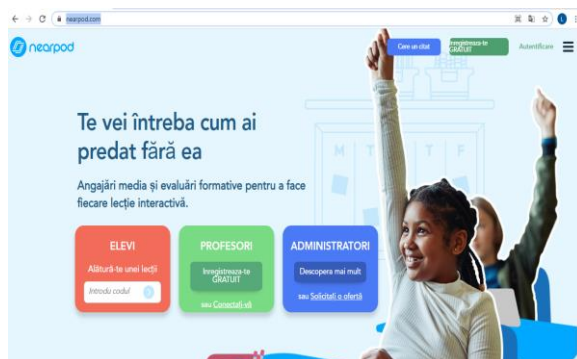 nearpod.com
nearpod
Cere un citat
Inregistreaza-te
GRATUIT
Autentificare
Te vei întreba cum ai
predat fără ea
M T T F
Angajări media și evaluări formative pentru a face
fiecare lecție interactivă.
ELEVI
Alătură-te unei lecții
Introdu codul
PROFESORI
Inregistreaza-te
GRATUIT
sau Conectați-vă
ADMINISTRATORI
Descopera mai mult
sau Solicitați o ofertă